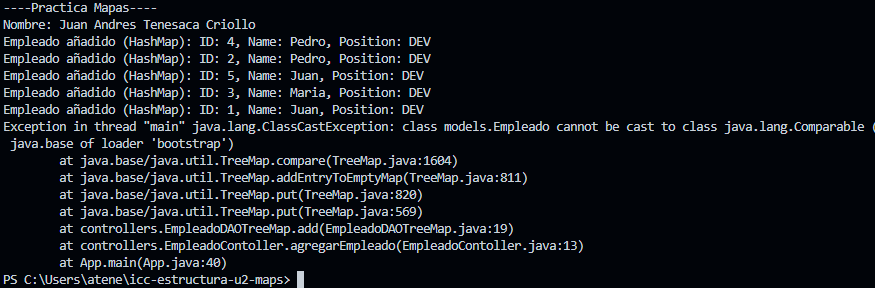 ----Practica Mapas----
Nombre: Juan Andres Tenesaca Criollo
Empleado añadido (HashMap): ID: 4, Name: Pedro, Position: DEV
Empleado añadido (HashMap): ID: 2, Name: Pedro, Position: DEV
Empleado añadido (HashMap): ID: 5, Name: Juan, Position: DEV
Empleado añadido (HashMap): ID: 3, Name: Maria, Position: DEV
Empleado añadido (HashMap): ID: 1, Name: Juan, Position: DEV
Exception in thread "main" java.lang.ClassCastException: class models.Empleado cannot be cast to class java.lang.Comparable (
java.base of loader 'bootstrap')
at java.base/java.util.TreeMap.compare(TreeMap.java:1604)
at java.base/java.util.TreeMap.addEntryToEmptyMap(TreeMap.java:811)
at java.base/java.util.TreeMap.put(TreeMap.java:820)
at java.base/java.util.TreeMap.put(TreeMap.java:569)
at controllers.EmpleadoDAOTreeMap.add(EmpleadoDAOTreeMap.java:19)
at controllers.EmpleadoContoller.agregarEmpleado(EmpleadoContoller.java:13)
at App.main(App.java:40)
PS C:\Users\atene\icc-estructura-u2-maps>